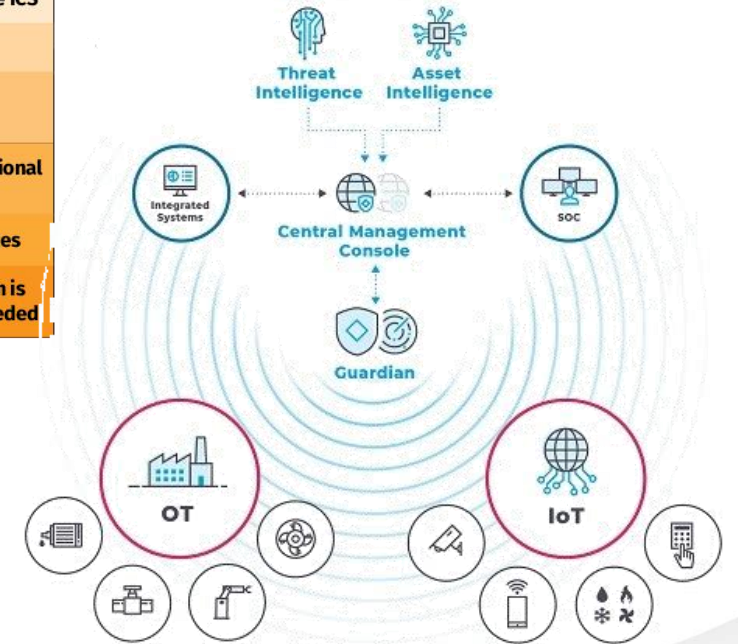 ICS
ional
es
is
eded
Threat
Intelligence
Asset
Intelligence
Integrated
Systems
SOC
Central Management
Console
Guardian
OT
IoT